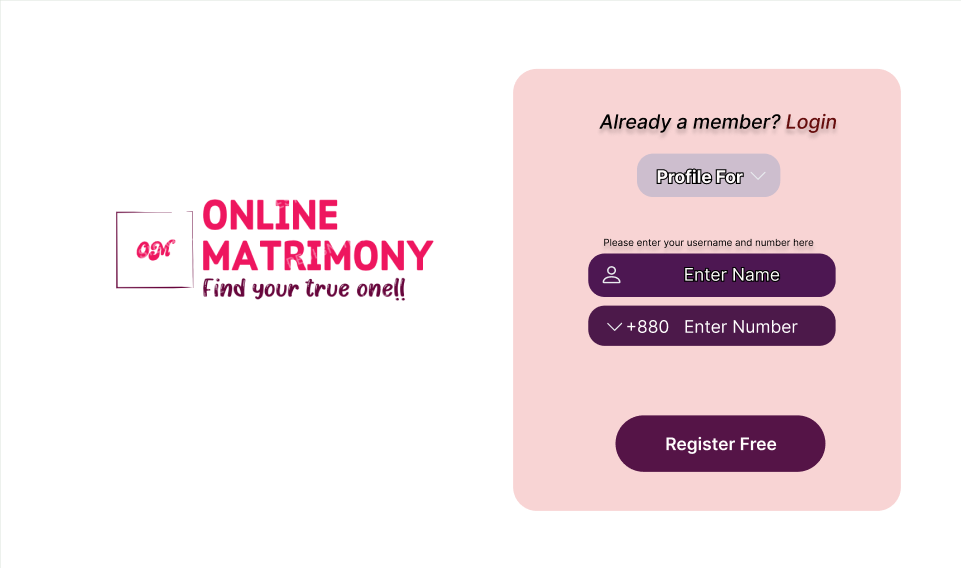 OM
ONLINE
MATRIMONY
Find your true one!!
Already a member? Login
Profile For
Please enter your username and number here
Enter Name
+880 Enter Number
Register Free